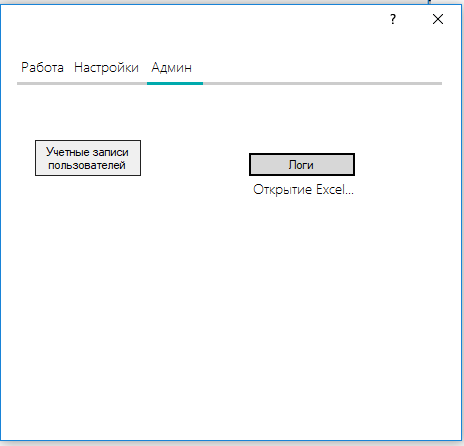 ?
Работа Настройки Админ
Учетные записи
пользователей
Логи
Открытие Excel...